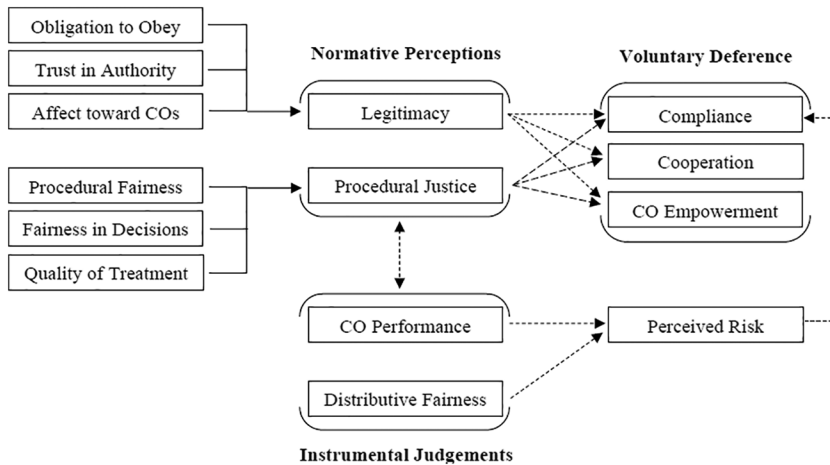 Obligation to Obey
Trust in Authority
Affect toward COs
Procedural Fairness
Fairness in Decisions
Quality of Treatment
Normative Perceptions
Legitimacy
Procedural Justice
CO Performance
Distributive Fairness
Instrumental Judgements
Voluntary Deference
Compliance
Cooperation
CO Empowerment
Perceived Risk